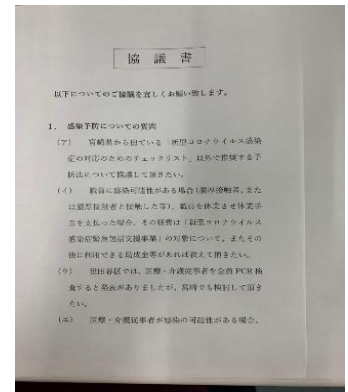 協議書
以下についてのご協議を宜しくお願い致します。
1. 感染予防についての質問
(ア) 宮崎県から出ている「新型コロナウイルス感染
症の対応のためのチェックリスト」以外で推奨する予
防法について協議して頂きたい。
(イ) 職員に感染可能性がある場合(濃厚接触者、また
は濃厚接触者と接触した等)、職員を休業させ休業手
当を支払った場合、その経費は「新型コロナウイルス
感染症緊急包括支援事業」の対象について、またその
他に利用できる助成金等があれば教えて頂きたい。
(ウ) 世田谷区では、医療・介護従事者を全員PCR検
査すると発表がありましたが、宮崎でも検討して頂き
たい。
(エ) 医療・介護従事者が感染の可能性がある場合、